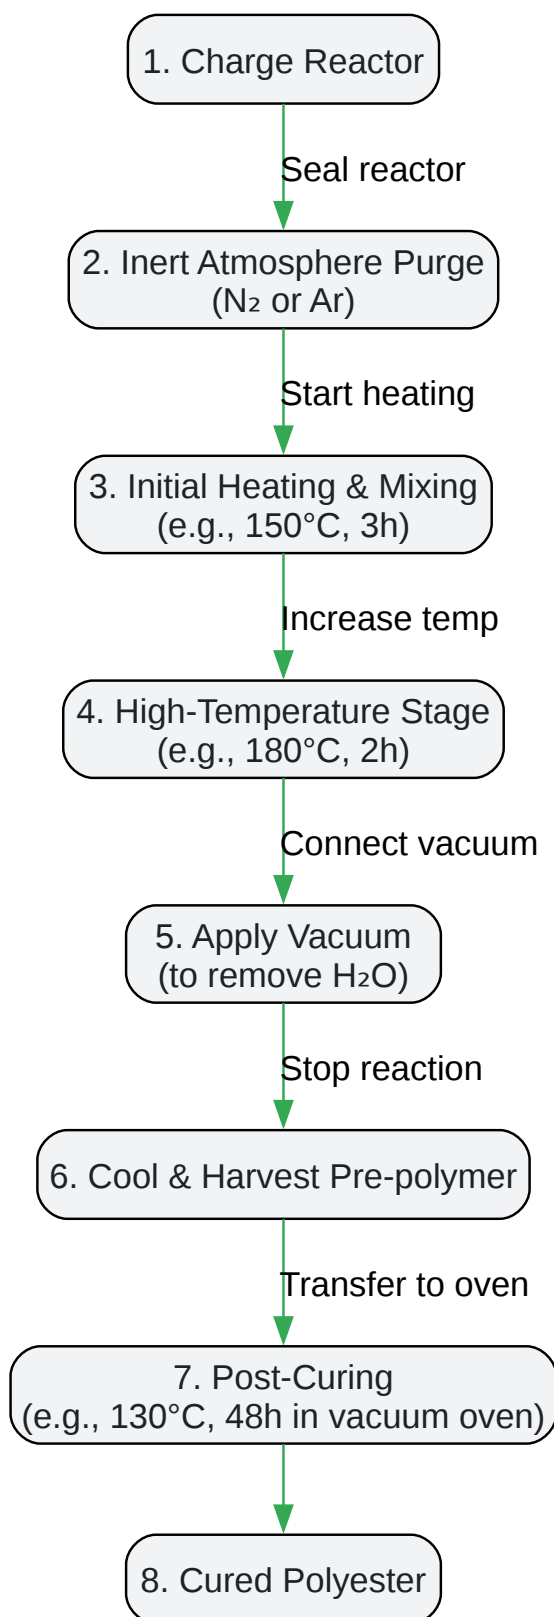 1. Charge Reactor
Seal reactor
2. Inert Atmosphere Purge
(N₂ or Ar)
Start heating
3. Initial Heating & Mixing
(e.g., 150°C, 3h)
Increase temp
4. High-Temperature Stage
(e.g., 180°C, 2h)
Connect vacuum
5. Apply Vacuum
(to remove H₂O)
Stop reaction
6. Cool & Harvest Pre-polymer
Transfer to oven
7. Post-Curing
(e.g., 130°C, 48h in vacuum oven)
8. Cured Polyester